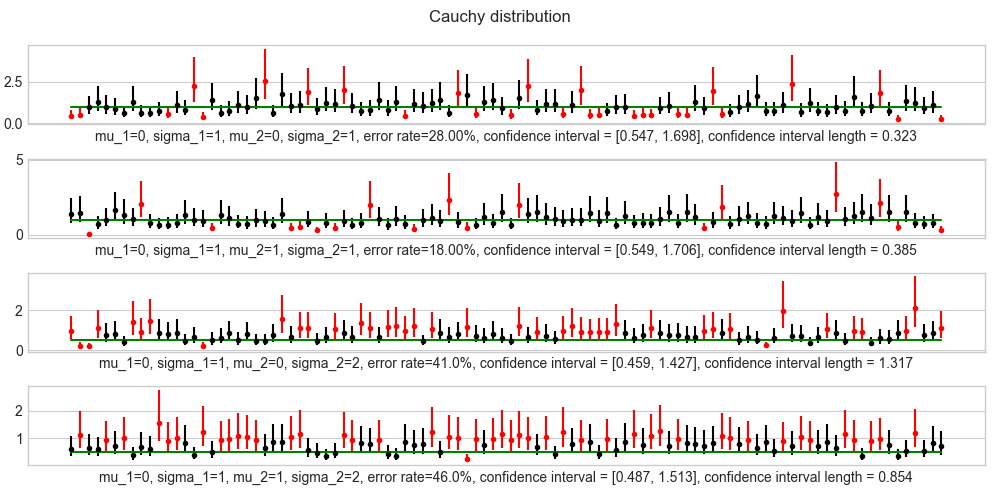 Cauchy distribution
2.5
0.0
mu_1=0, sigma_1=1, mu_2=0, sigma_2=1, error rate=28.00%, confidence interval = [0.547, 1.698], confidence interval length = 0.323
5
0
mu_1=0, sigma_1=1, mu_2=1, sigma_2=1, error rate=18.00%, confidence interval = [0.549, 1.706], confidence interval length = 0.385
2
0
mu_1=0, sigma_1=1, mu_2=0, sigma_2=2, error rate=41.0%, confidence interval = [0.459, 1.427], confidence interval length = 1.317
2
1
mu_1=0, sigma_1=1, mu_2=1, sigma_2=2, error rate=46.0%, confidence interval = [0.487, 1.513], confidence interval length = 0.854